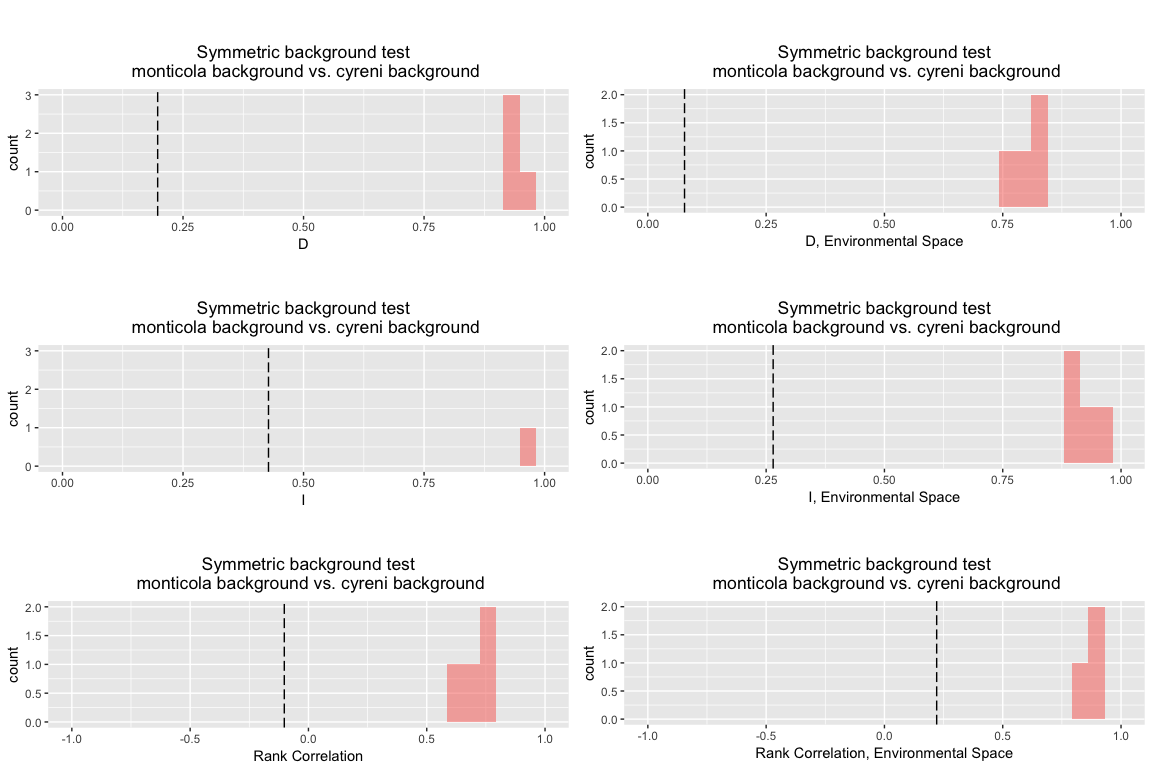 Symmetric background test
monticola background vs. cyreni background
3
2
1
0
count
0.00 0.25 0.50 0.75 1.00
D
Symmetric background test
monticola background vs. cyreni background
2.0
1.5
1.0
0.5
0.0
count
0.00 0.25 0.50 0.75 1.00
D, Environmental Space
Symmetric background test
monticola background vs. cyreni background
3
2
1
0
count
0.00 0.25 0.50 0.75 1.00
I
Symmetric background test
monticola background vs. cyreni background
2.0
1.5
1.0
0.5
0.0
count
0.00 0.25 0.50 0.75 1.00
I, Environmental Space
Symmetric background test
monticola background vs. cyreni background
2.0
1.5
1.0
0.5
0.0
count
-1.0 -0.5 0.0 0.5 1.0
Rank Correlation
Symmetric background test
monticola background vs. cyreni background
2.0
1.5
1.0
0.5
0.0
count
-1.0 -0.5 0.0 0.5 1.0
Rank Correlation, Environmental Space